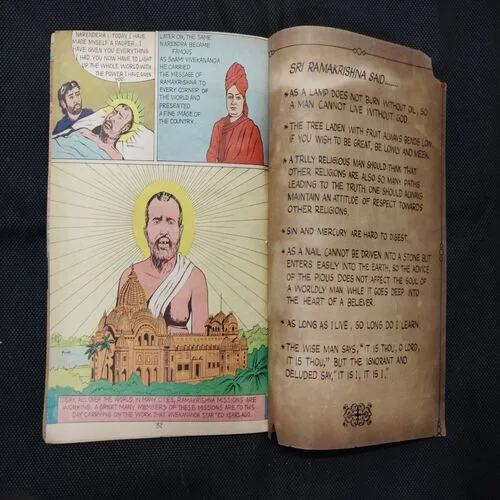 NARENDRA! TODAY I HAVE
MADE MYSELF A PAUPER. I
HAVE GIVEN YOU EVERYTHING
I HAD. YOU NOW HAVE TO LIGHT
UP THE WHOLE WORLD WITH
THE POWER I HAVE GIVEN
YOU.
LATER ON, THE SAME
NARENDRA BECAME
FAMOUS
AS SWAMI VIVEKANANDA
HE CARRIED
THE MESSAGE OF
RAMAKRISHNA TO
EVERY CORNER OF
THE WORLD AND
PRESENTED
A FINE IMAGE OF
THE COUNTRY.
TODAY, ALL OVER THE WORLD, IN MANY CITIES, RAMAKRISHNA MISSIONS ARE
WORKING. A GREAT MANY MEMBERS OF THESE MISSIONS ARE TO THIS
DAY CARRYING ON THE WORK THAT VIVEKANANDA STARTED YEARS AGO.
32
SRI RAMAKRISHNA SAID......
* AS A LAMP DOES NOT BURN WITHOUT OIL, SO
A MAN CANNOT LIVE WITHOUT GOD.
* THE TREE LADEN WITH FRUIT ALWAYS BENDS LOW.
IF YOU WISH TO BE GREAT, BE LOWLY AND MEEK.
* A TRULY RELIGIOUS MAN SHOULD THINK THAT
OTHER RELIGIONS ARE ALSO SO MANY PATHS
LEADING TO THE TRUTH. ONE SHOULD ALWAYS
MAINTAIN AN ATTITUDE OF RESPECT TOWARDS
OTHER RELIGIONS.
* SIN AND MERCURY ARE HARD TO DIGEST.
* AS A NAIL CANNOT BE DRIVEN INTO A STONE BUT
ENTERS EASILY INTO THE EARTH, SO THE ADVICE
OF THE PIOUS DOES NOT AFFECT THE SOUL OF
A WORLDLY MAN WHILE IT GOES DEEP INTO
THE HEART OF A BELIEVER.
* AS LONG AS I LIVE, SO LONG DO I LEARN.
* THE WISE MAN SAYS, "IT IS THOU, O LORD,
IT IS THOU," BUT THE IGNORANT AND
DELUDED SAY, "IT IS I, IT IS I."